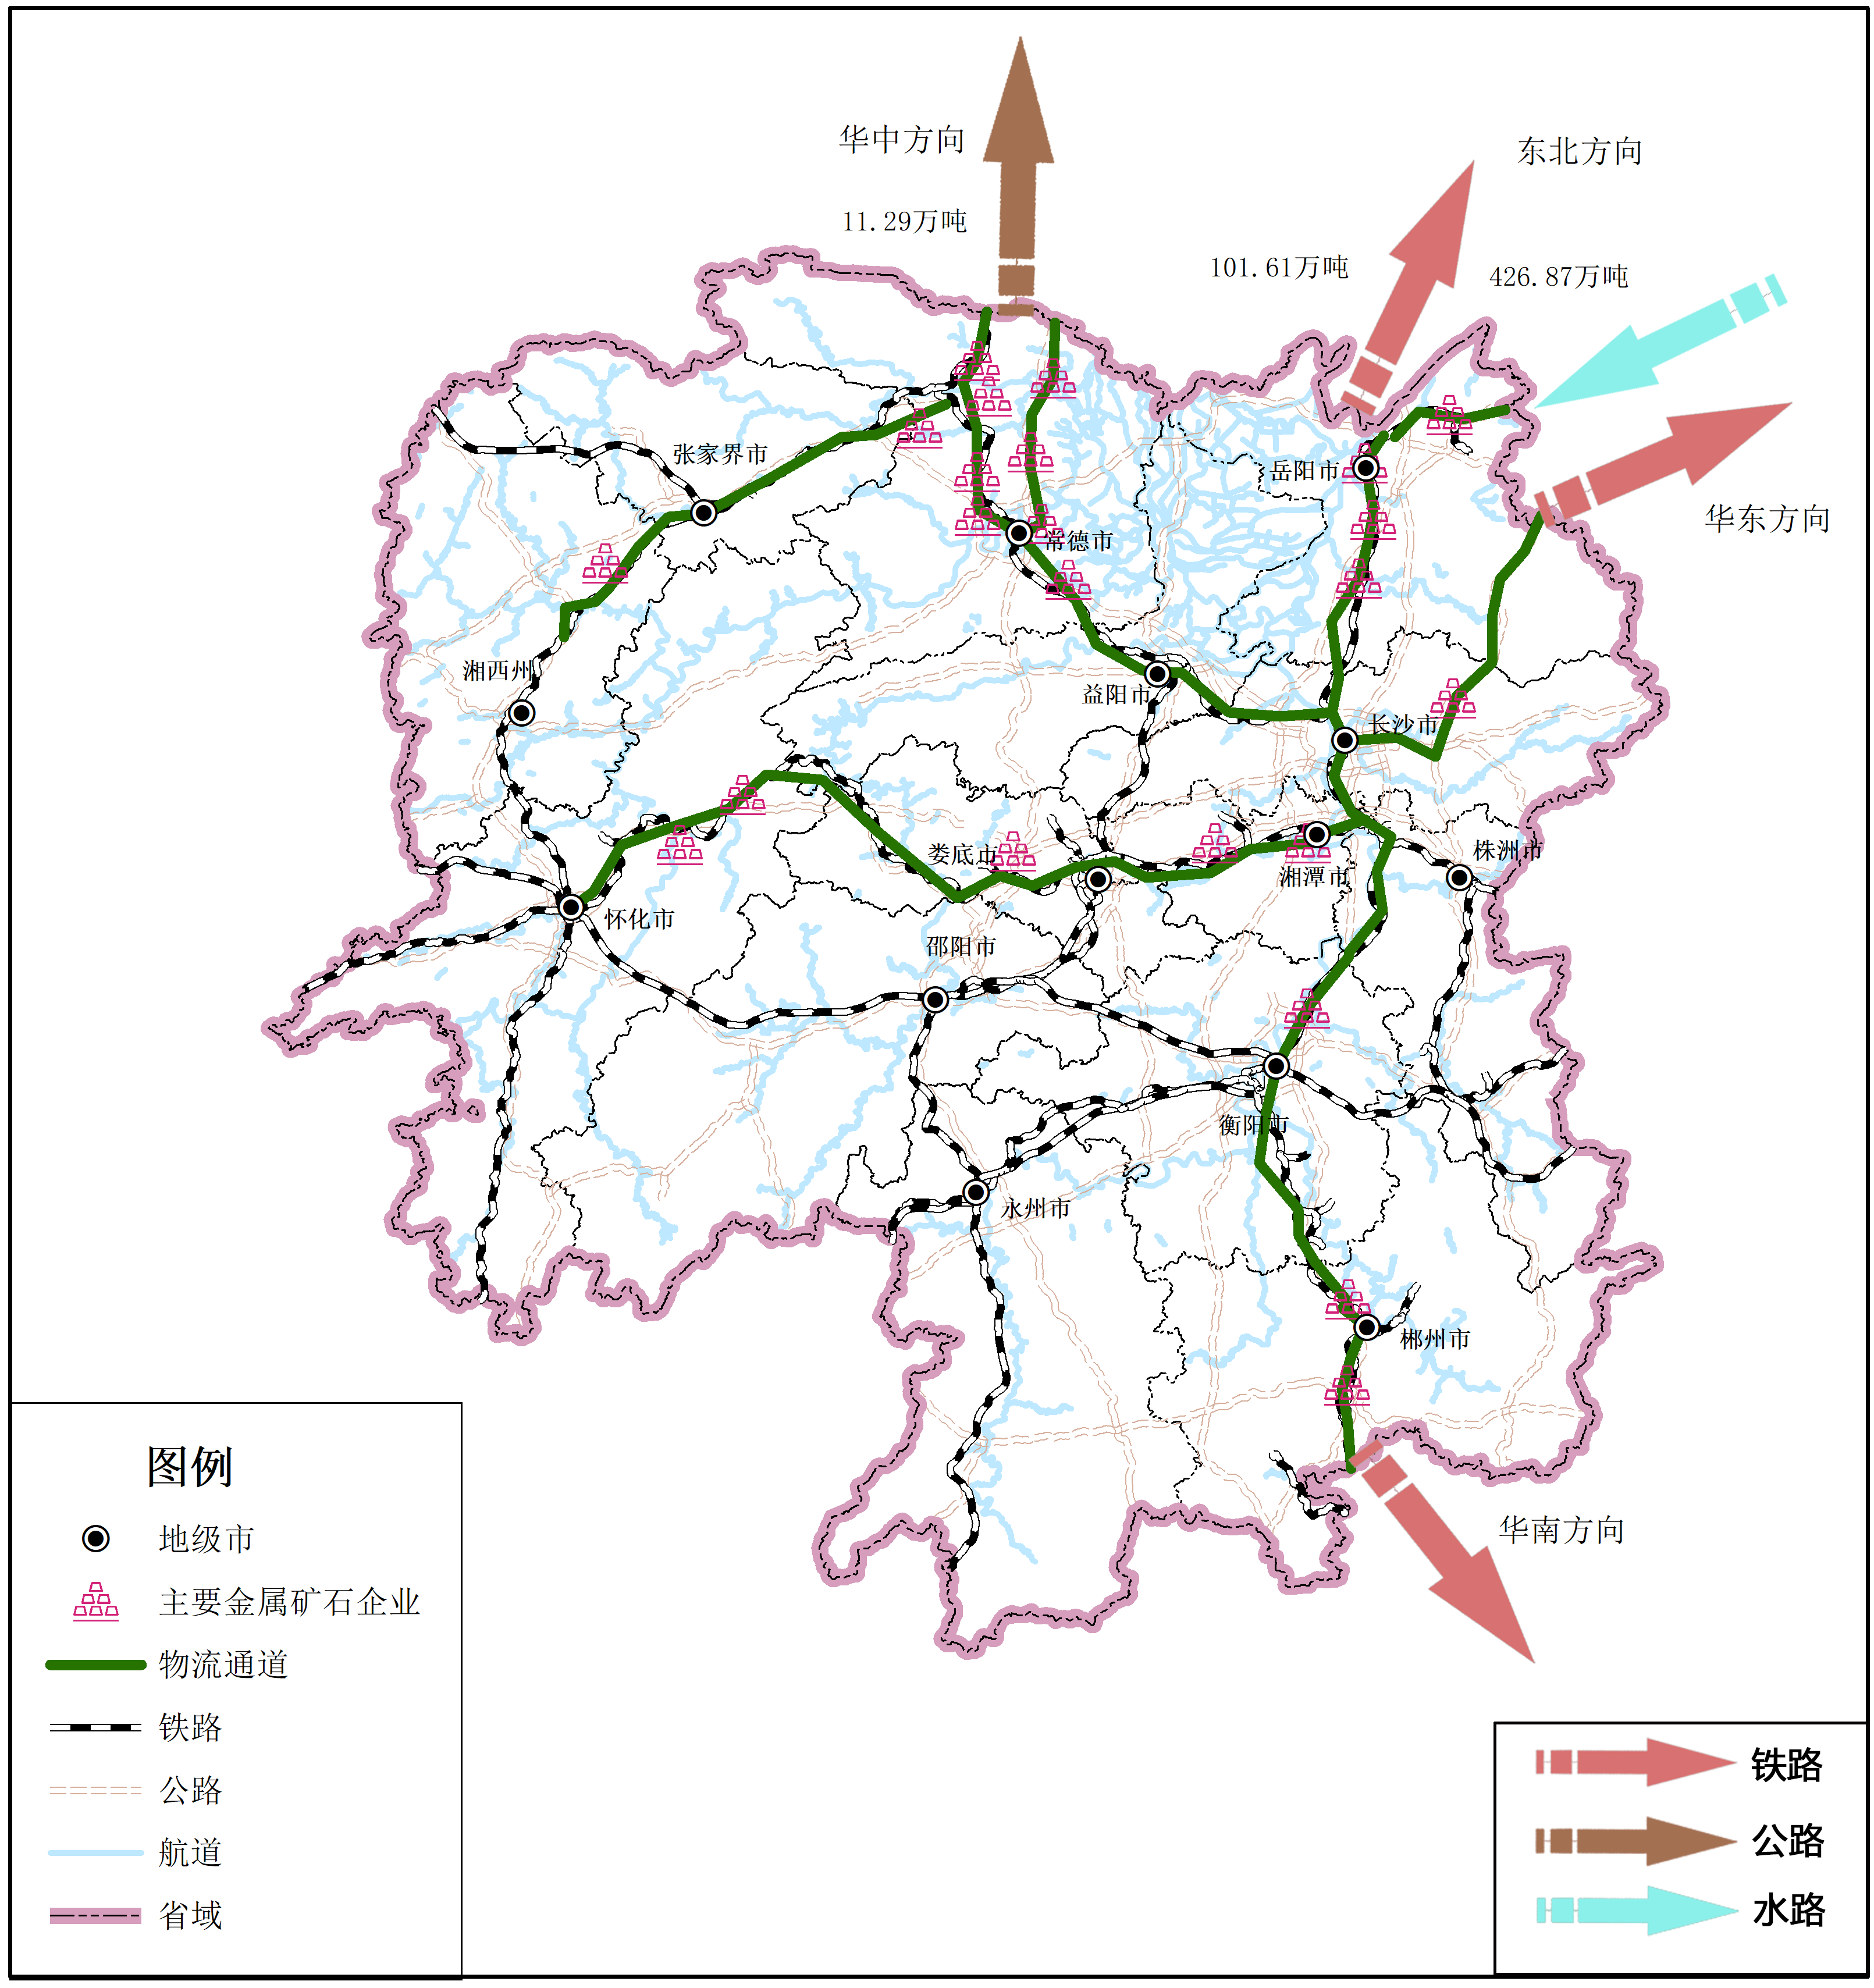 华中方向
东北方向
11.29万吨
101.61万吨
426.87万吨
张家界市
岳阳市
华东方向
常德市
湘西州
益阳市
长沙市
娄底市
株洲市
湘潭市
怀化市
邵阳市
衡阳市
永州市
郴州市
华南方向
图例
地级市
主要金属矿石企业
物流通道
铁路
公路
航道
省域
铁路
公路
水路